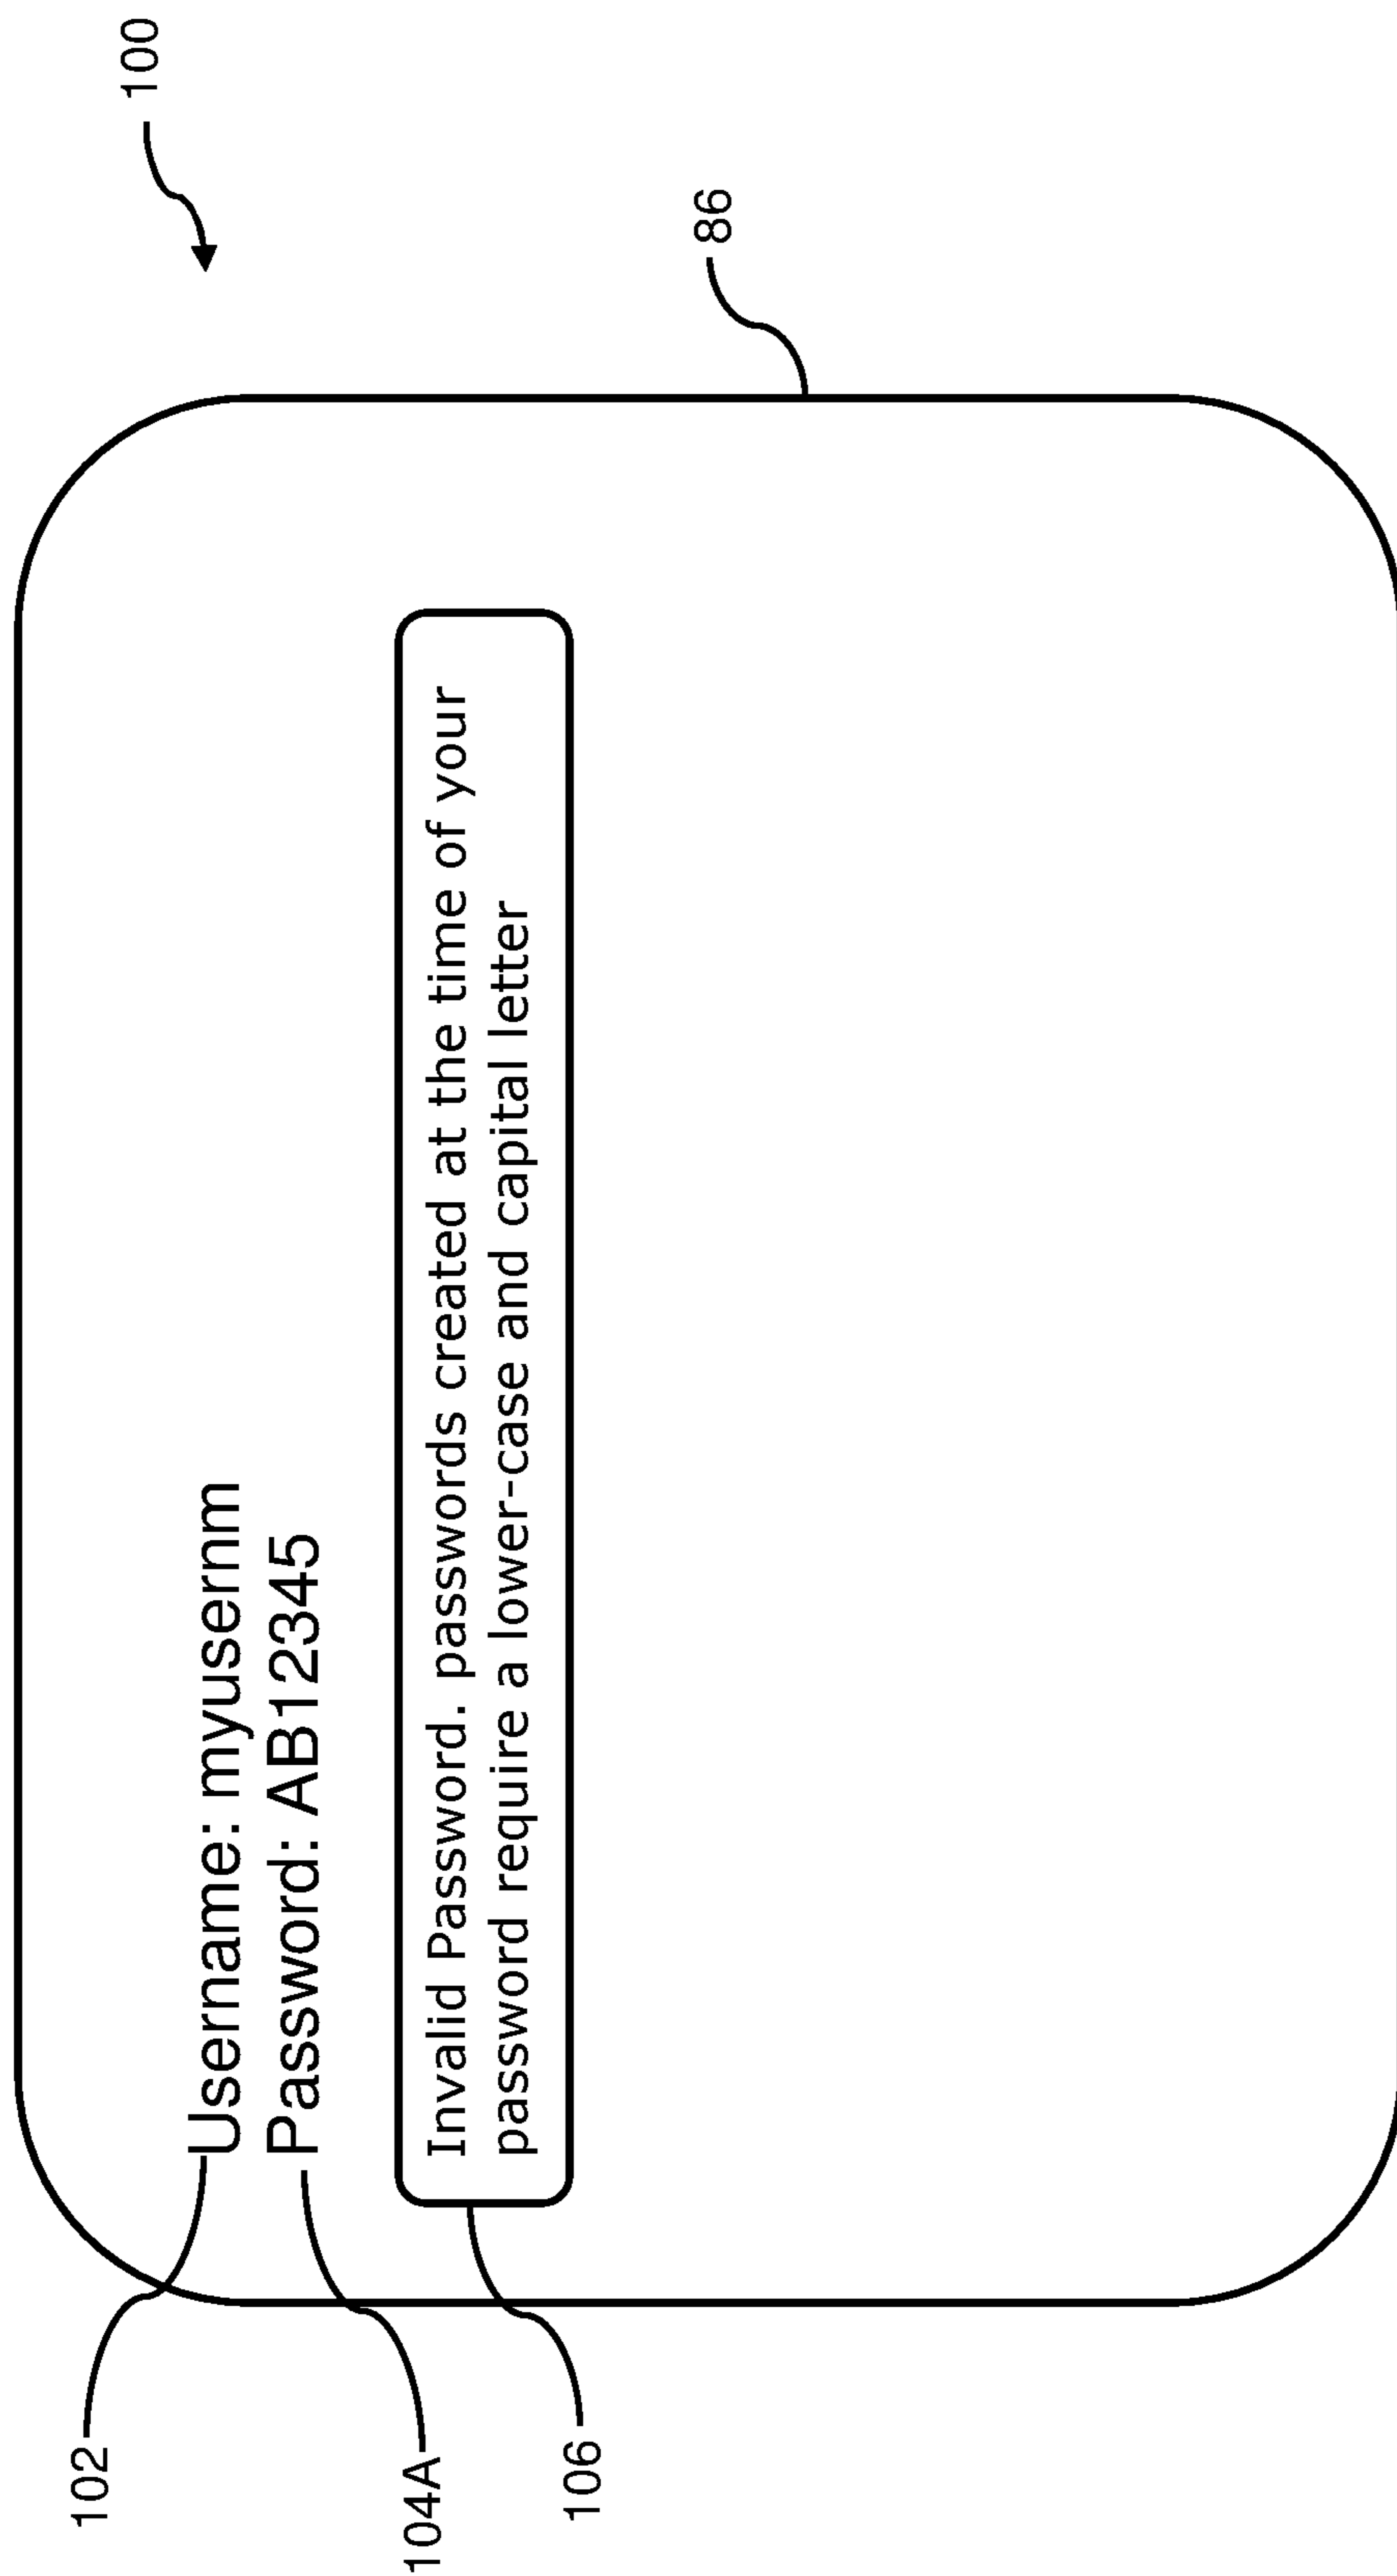 100
86
102
Username: myusernm
104A
Password: AB12345
106
Invalid Password. passwords created at the time of your
password require a lower-case and capital letter